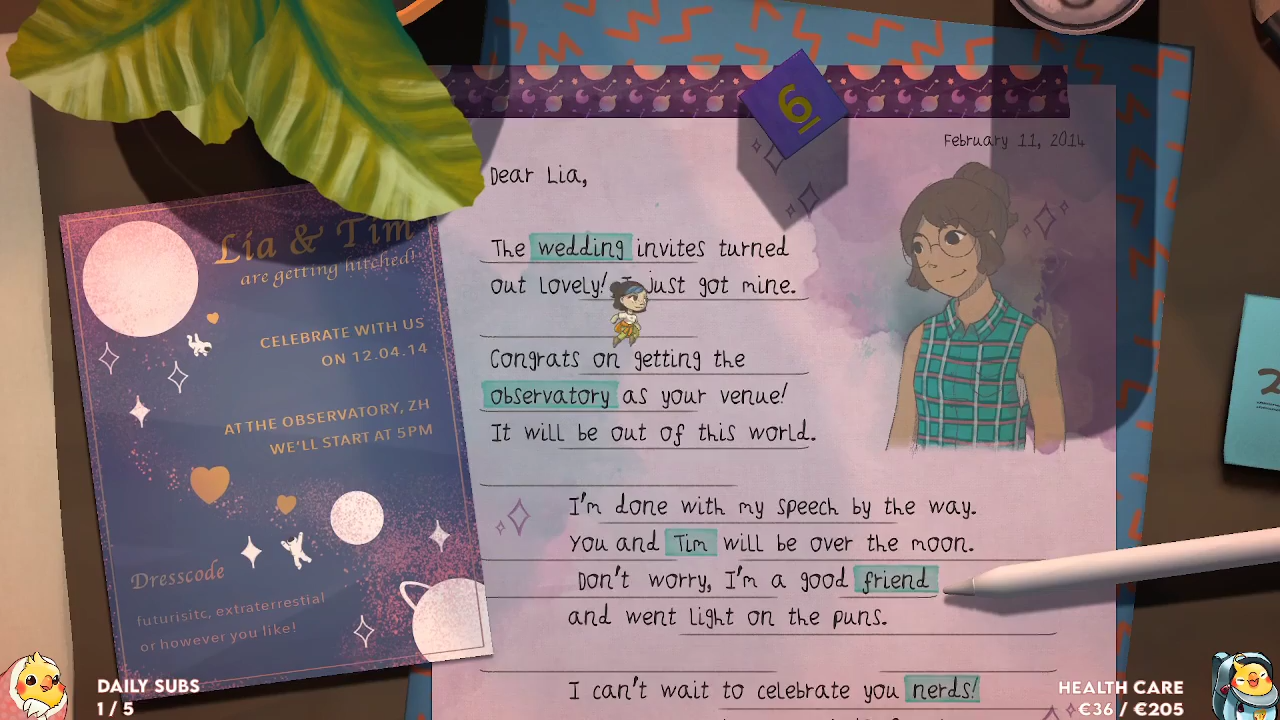 6
February 11, 2014
Dear Lia,
The wedding invites turned
out lovely! I just got mine.
Congrats on getting the
observatory as your venue!
It will be out of this world.
I'm done with my speech by the way.
You and Tim will be over the moon.
Don't worry, I'm a good friend
and went light on the puns.
I can't wait to celebrate you nerds!
Lia & Tim
are getting hitched!
CELEBRATE WITH US
ON 12.04.14
AT THE OBSERVATORY, ZH
WE'LL START AT 5PM
Dresscode
futurisitc, extraterrestial
or however you like!
2
DAILY SUBS
1 / 5
HEALTH CARE
€36 / €205